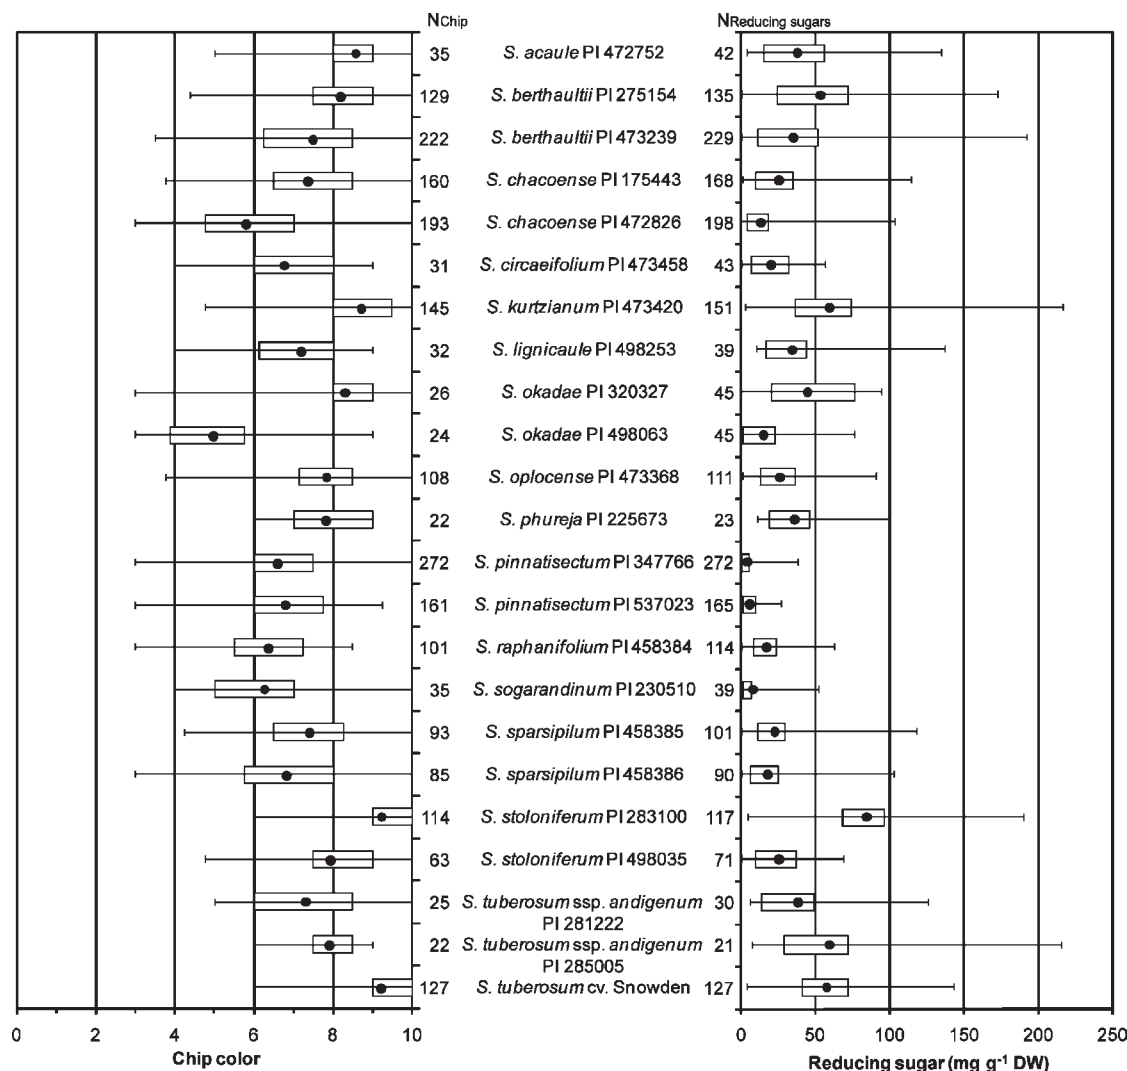 NChip NReducing sugars
35 S. acaule PI 472752 42
129 S. berthaultii PI 275154 135
222 S. berthaultii PI 473239 229
160 S. chacoense PI 175443 168
193 S. chacoense PI 472826 198
31 S. circaeifolium PI 473458 43
145 S. kurtzianum PI 473420 151
32 S. lignicaule PI 498253 39
26 S. okadae PI 320327 45
24 S. okadae PI 498063 45
108 S. oplocense PI 473368 111
22 S. phureja PI 225673 23
272 S. pinnatisectum PI 347766 272
161 S. pinnatisectum PI 537023 165
101 S. raphanifolium PI 458384 114
35 S. sogarandinum PI 230510 39
93 S. sparsipilum PI 458385 101
85 S. sparsipilum PI 458386 90
114 S. stoloniferum PI 283100 117
63 S. stoloniferum PI 498035 71
25 S. tuberosum ssp. andigenum 30
PI 281222
22 S. tuberosum ssp. andigenum 21
PI 285005
127 S. tuberosum cv. Snowden 127
0 2 4 6 8 10 0 50 100 150 200 250
Chip color Reducing sugar (mg g⁻¹ DW)